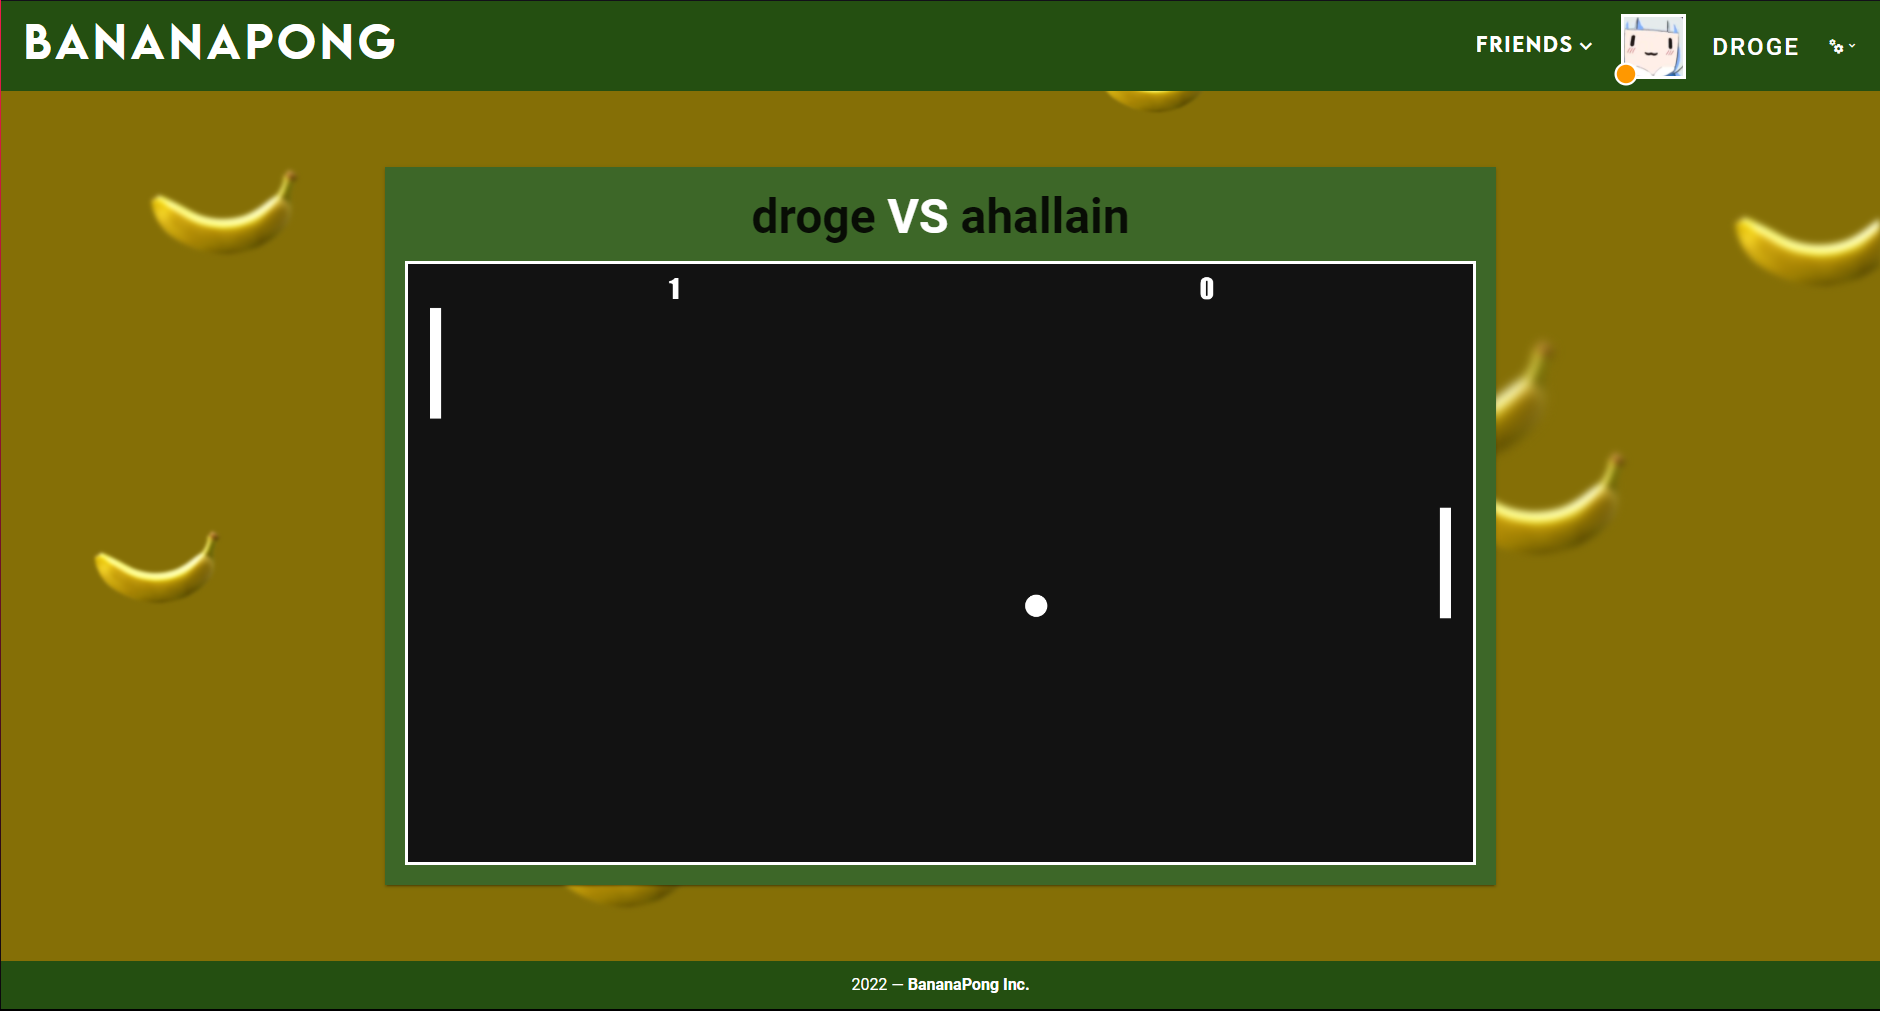 BANANAPONG
FRIENDS
DROGE
droge VS ahallain
1 0
2022 — BananaPong Inc.